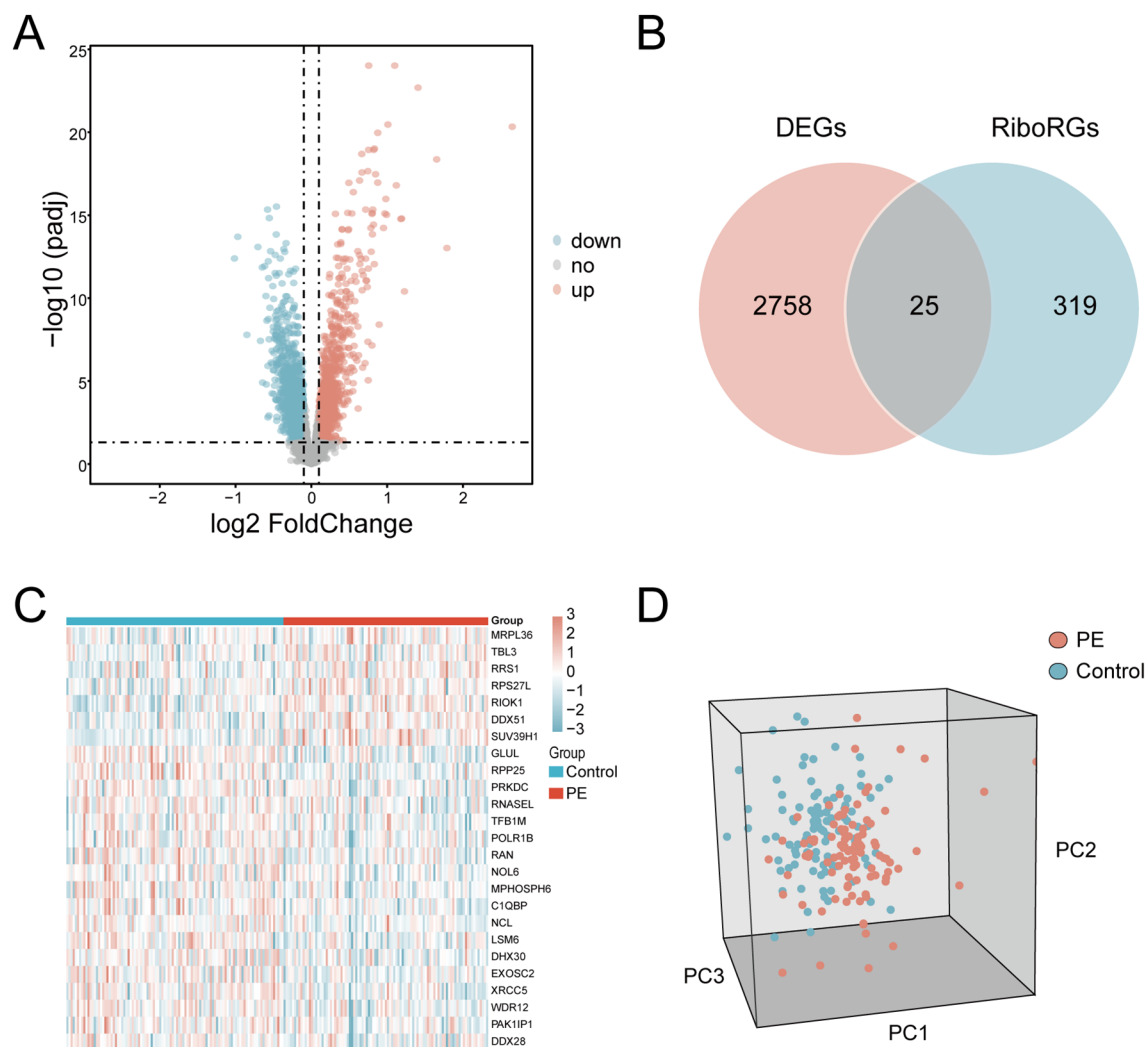 A
25
20
15
10
5
0
−log10 (padj)
−2
−1
0
1
2
log2 FoldChange
down
no
up
B
DEGs
RiboRGs
2758
25
319
C
Group
MRPL36
TBL3
RRS1
RPS27L
RIOK1
DDX51
SUV39H1
GLUL
RPP25
PRKDC
RNASEL
TFB1M
POLR1B
RAN
NOL6
MPHOSPH6
C1QBP
NCL
LSM6
DHX30
EXOSC2
XRCC5
WDR12
PAK1IP1
DDX28
3
2
1
0
−1
−2
−3
Group
Control
PE
D
PE
Control
PC2
PC3
PC1